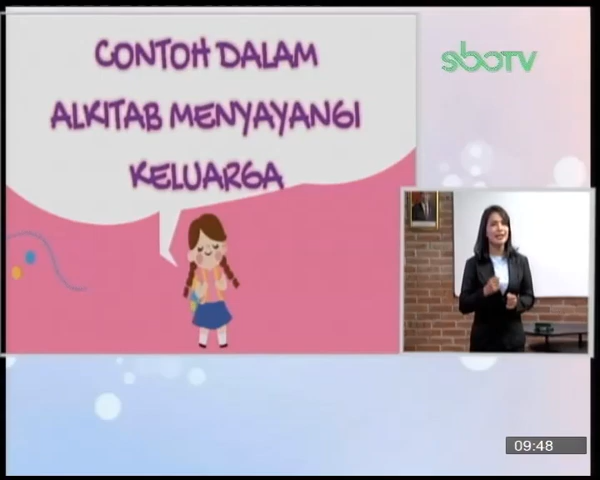 CONTOH DALAM
ALKITAB MENYAYANGI
KELUARGA
sboTV
09:48